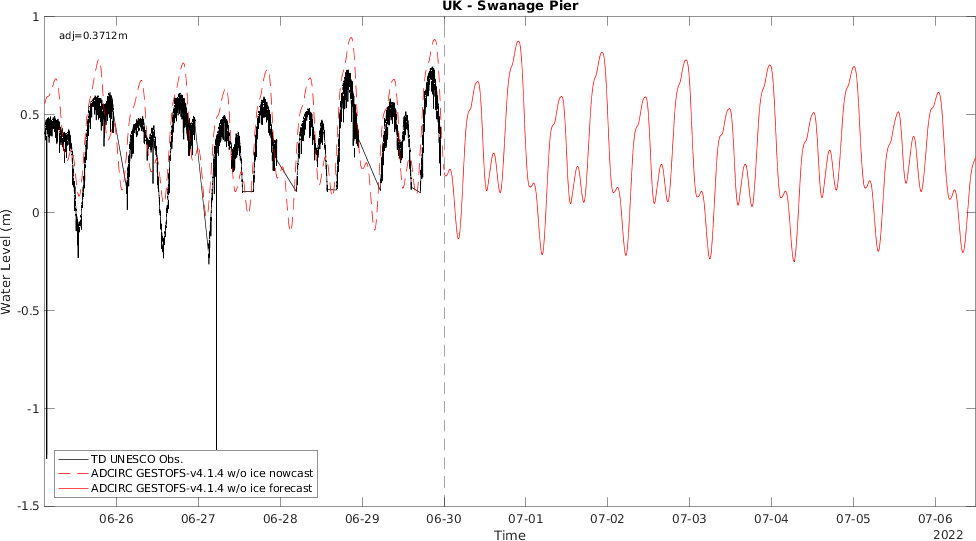 UK - Swanage Pier
adj=0.3712m
1
0.5
0
-0.5
-1
-1.5
Water Level (m)
TD UNESCO Obs.
ADCIRC GESTOFS-v4.1.4 w/o ice nowcast
ADCIRC GESTOFS-v4.1.4 w/o ice forecast
06-26 06-27 06-28 06-29 06-30 07-01 07-02 07-03 07-04 07-05 07-06
Time
2022